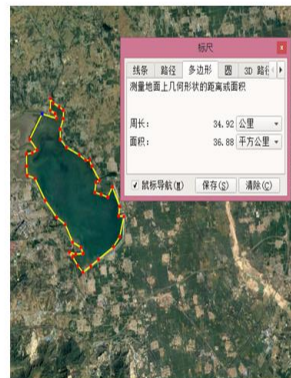 标尺
线条 路径 多边形 圆 3D 路径
测量地面上几何形状的距离或面积
周长： 34.92 公里
面积： 36.88 平方公里
鼠标导航(M) 保存(S) 清除(C)